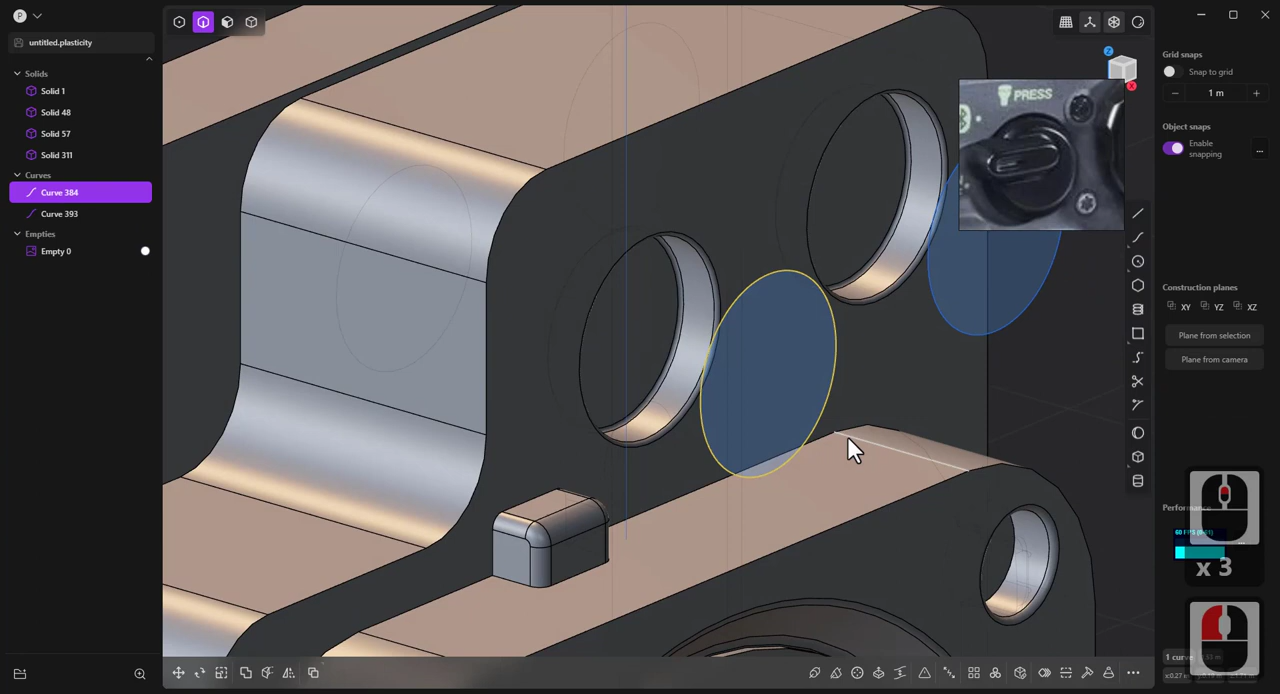 P
untitled.plasticity
Solids
Solid 1
Solid 48
Solid 57
Solid 311
Curves
Curve 384
Curve 393
Empties
Empty 0
Z
X
PRESS
Grid snaps
Snap to grid
1 m
Object snaps
Enable
snapping
...
Construction planes
XY YZ XZ
Plane from selection
Plane from camera
x 3
1 curve